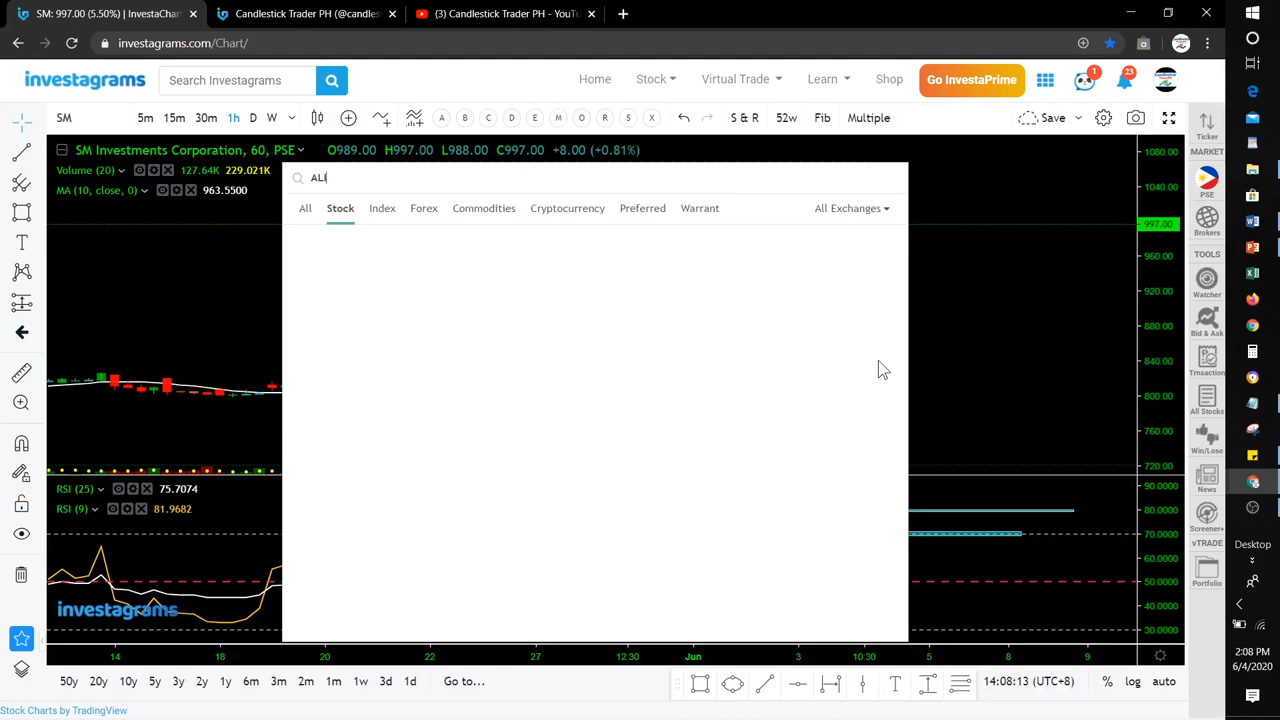 SM: 997.00 (5.50%) | InvestaChart
Candlestick Trader PH (@candles
(3) Candlestick Trader PH - YouTu
investagrams.com/Chart/
investagrams
Search Investagrams
Home
Stock
Virtual Trade
Learn
Shop
Go InvestaPrime
1
23
SM
5m 15m 30m 1h D W
A B C D E M O R S X
S & R 52w Fib Multiple
Save
SM Investments Corporation, 60, PSE
O989.00 H997.00 L988.00 C997.00 +8.00 (+0.81%)
Volume (20) 127.64K 229.021K
MA (10, close, 0) 963.5500
ALI
All Stock Index Forex Commodities Cryptocurrency Preferred Warrant All Exchanges
1080.00
1040.00
997.00
960.00
920.00
880.00
840.00
800.00
760.00
720.00
RSI (25) 75.7074
RSI (9) 81.9682
90.0000
80.0000
70.0000
60.0000
50.0000
40.0000
30.0000
investagrams
14 18 20 22 27 12:30 Jun 3 10:30 5 8 9
50y 20y 10y 5y 3y 2y 1y 6m 3m 2m 1m 1w 3d 1d Go to...
T
14:08:13 (UTC+8) % log auto
Stock Charts by TradingView
Ticker
MARKET
PSE
Brokers
TOOLS
Watcher
Bid & Ask
Trnsaction
All Stocks
Win/Lose
News
Screener+
vTRADE
Portfolio
Desktop
2:08 PM
6/4/2020